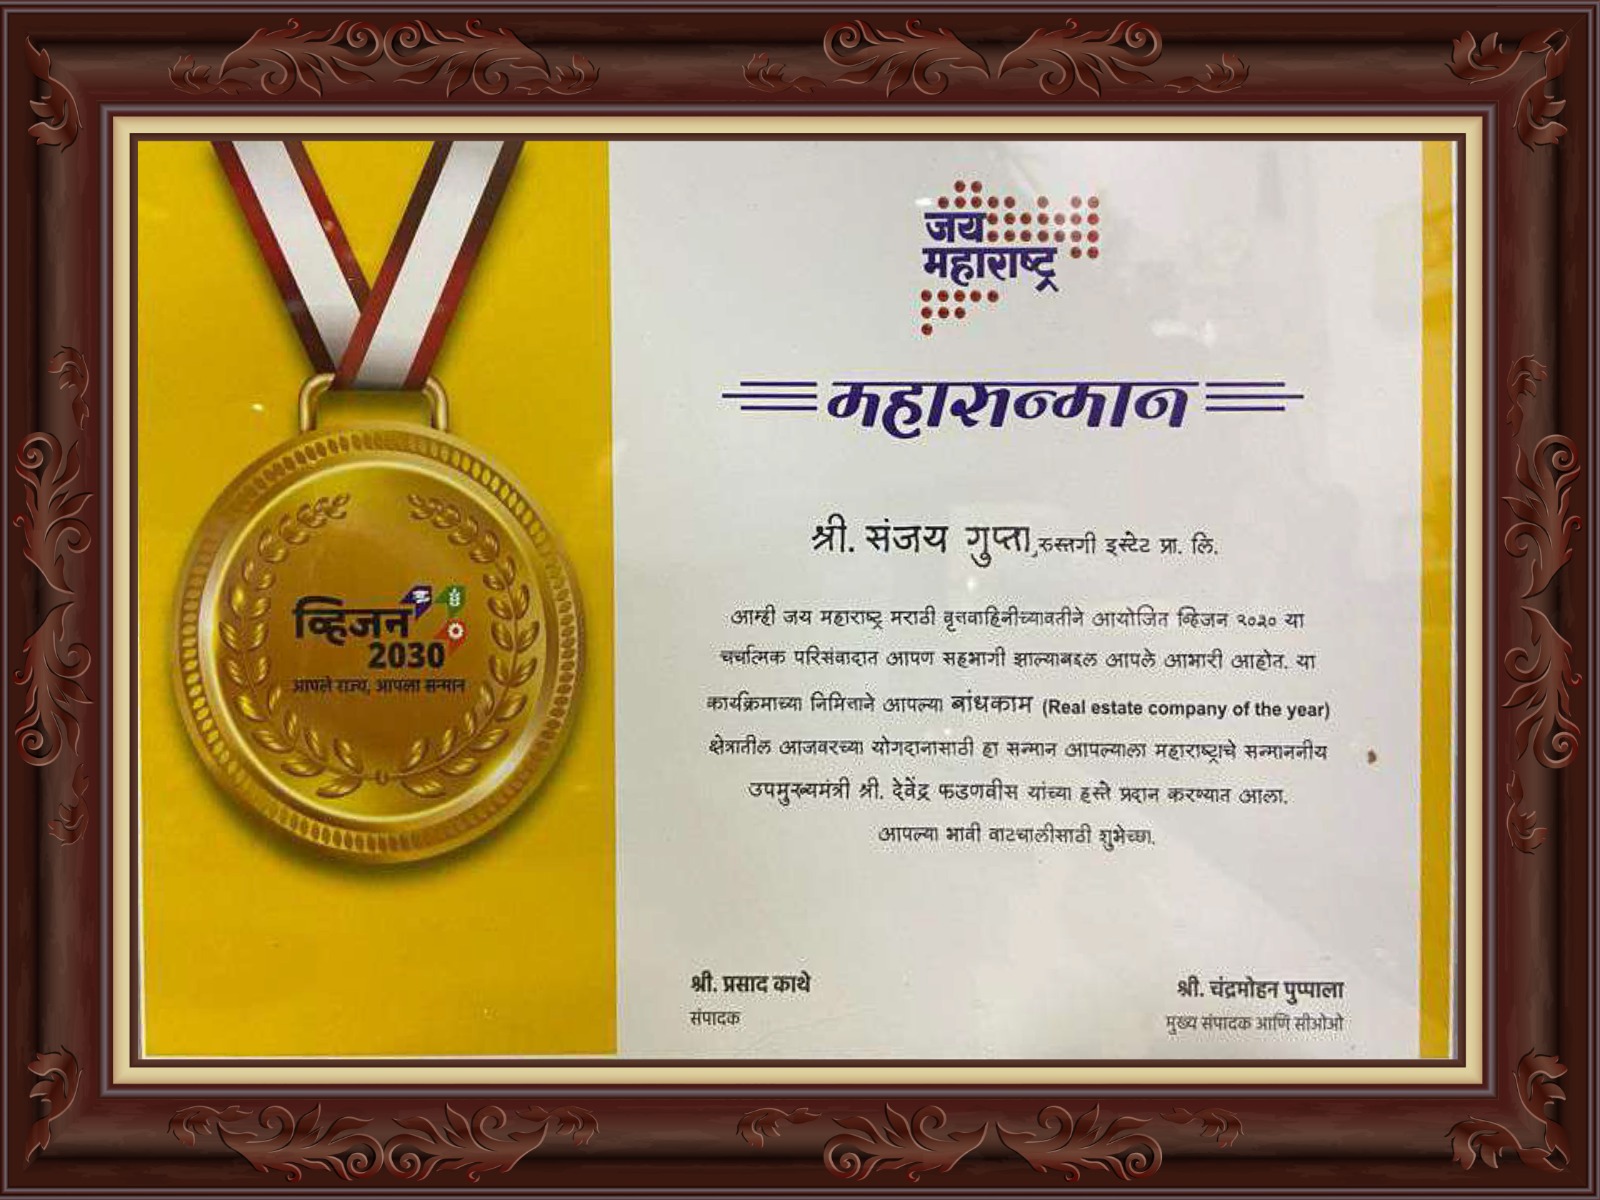 जय
महाराष्ट्र
महासन्मान
श्री. संजय गुप्ता, रुस्तगी इस्टेट प्रा. लि.
आम्ही जय महाराष्ट्र मराठी वृत्तवाहिनीच्यावतीने आयोजित व्हिजन २०३० या
चर्चात्मक परिसंवादात आपण सहभागी झाल्याबद्दल आपले आभारी आहोत. या
कार्यक्रमाच्या निमित्ताने आपल्या बांधकाम (Real estate company of the year)
क्षेत्रातील आजवरच्या योगदानासाठी हा सन्मान आपल्याला महाराष्ट्राचे सन्माननीय
उपमुख्यमंत्री श्री. देवेंद्र फडणवीस यांच्या हस्ते प्रदान करण्यात आला.
आपल्या भावी वाटचालीसाठी शुभेच्छा.
व्हिजन
2030
आपले राज्य, आपला सन्मान
श्री. प्रसाद काथे
संपादक
श्री. चंद्रमोहन पुप्पाला
मुख्य संपादक आणि सीओओ